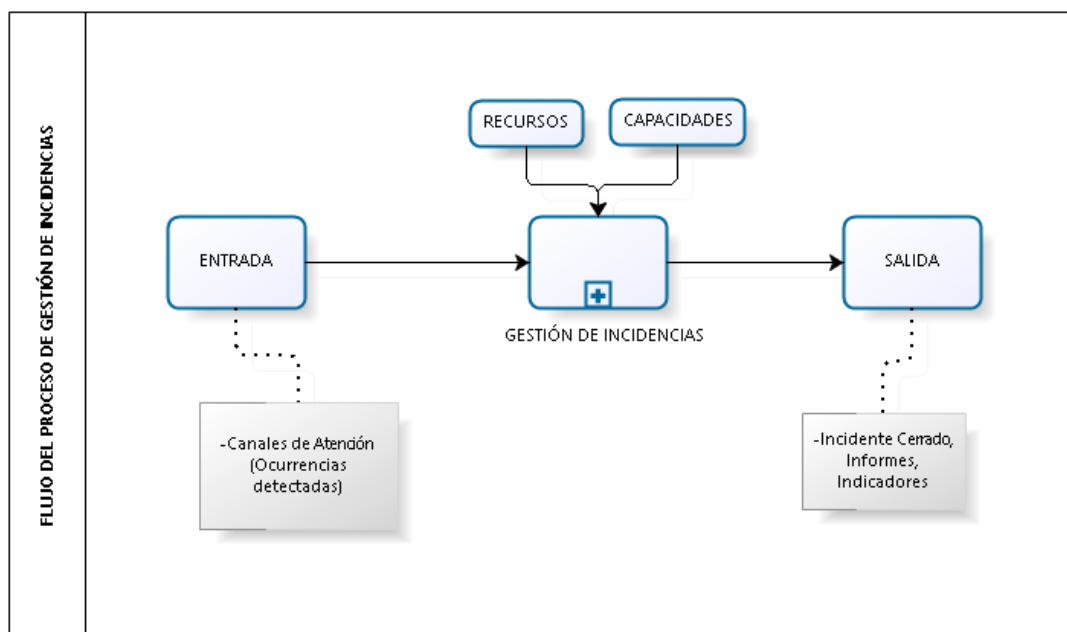 FLUJO DEL PROCESO DE GESTIÓN DE INCIDENCIAS
RECURSOS
CAPACIDADES
ENTRADA
SALIDA
GESTIÓN DE INCIDENCIAS
-Canales de Atención
(Ocurrencias
detectadas)
-Incidente Cerrado,
Informes,
Indicadores